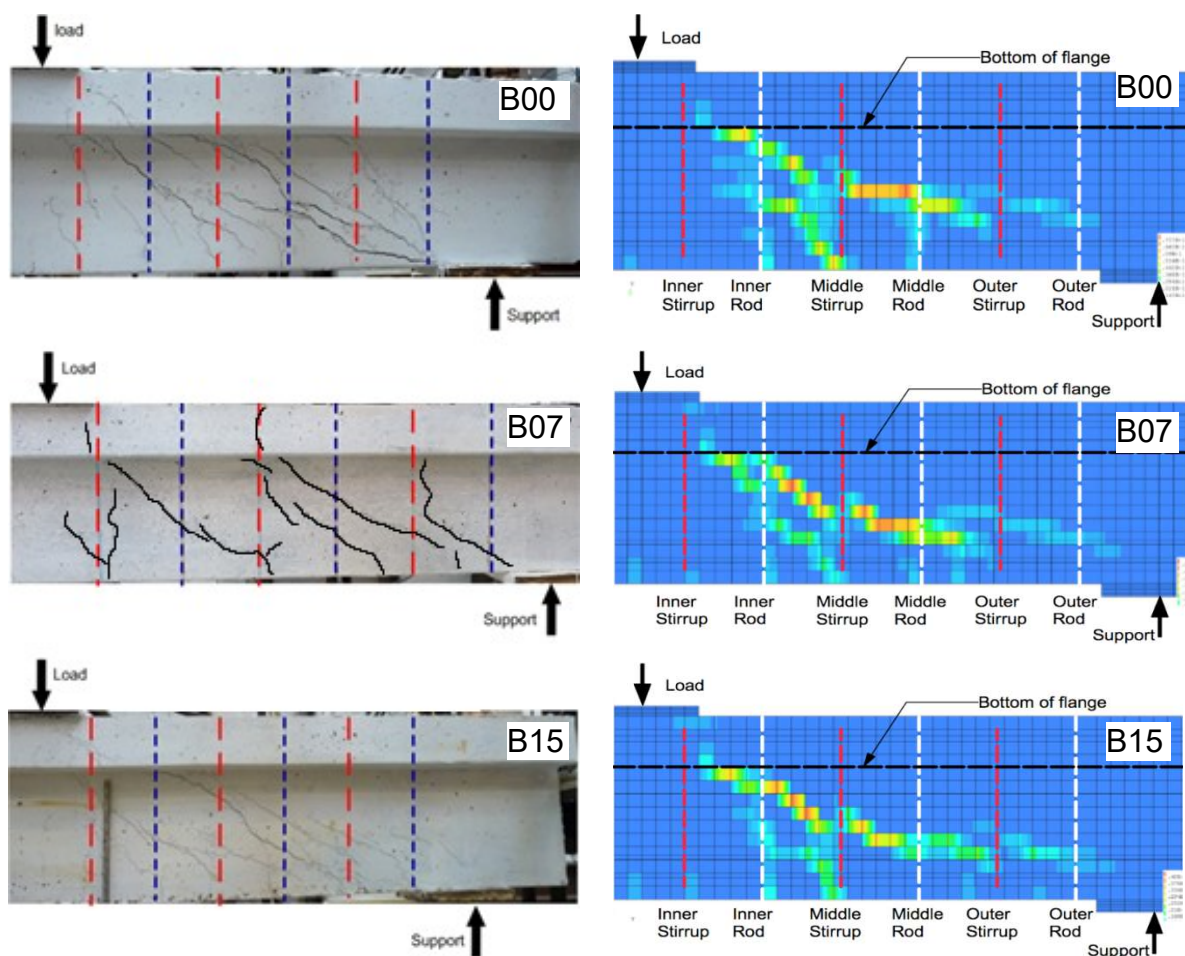 load
B00
Support
Load
Bottom of flange
B00
Inner
Stirrup
Inner
Rod
Middle
Stirrup
Middle
Rod
Outer
Stirrup
Outer
Rod
Support
Load
B07
Support
Load
Bottom of flange
B07
Inner
Stirrup
Inner
Rod
Middle
Stirrup
Middle
Rod
Outer
Stirrup
Outer
Rod
Support
Load
B15
Support
Load
Bottom of flange
B15
Inner
Stirrup
Inner
Rod
Middle
Stirrup
Middle
Rod
Outer
Stirrup
Outer
Rod
Support